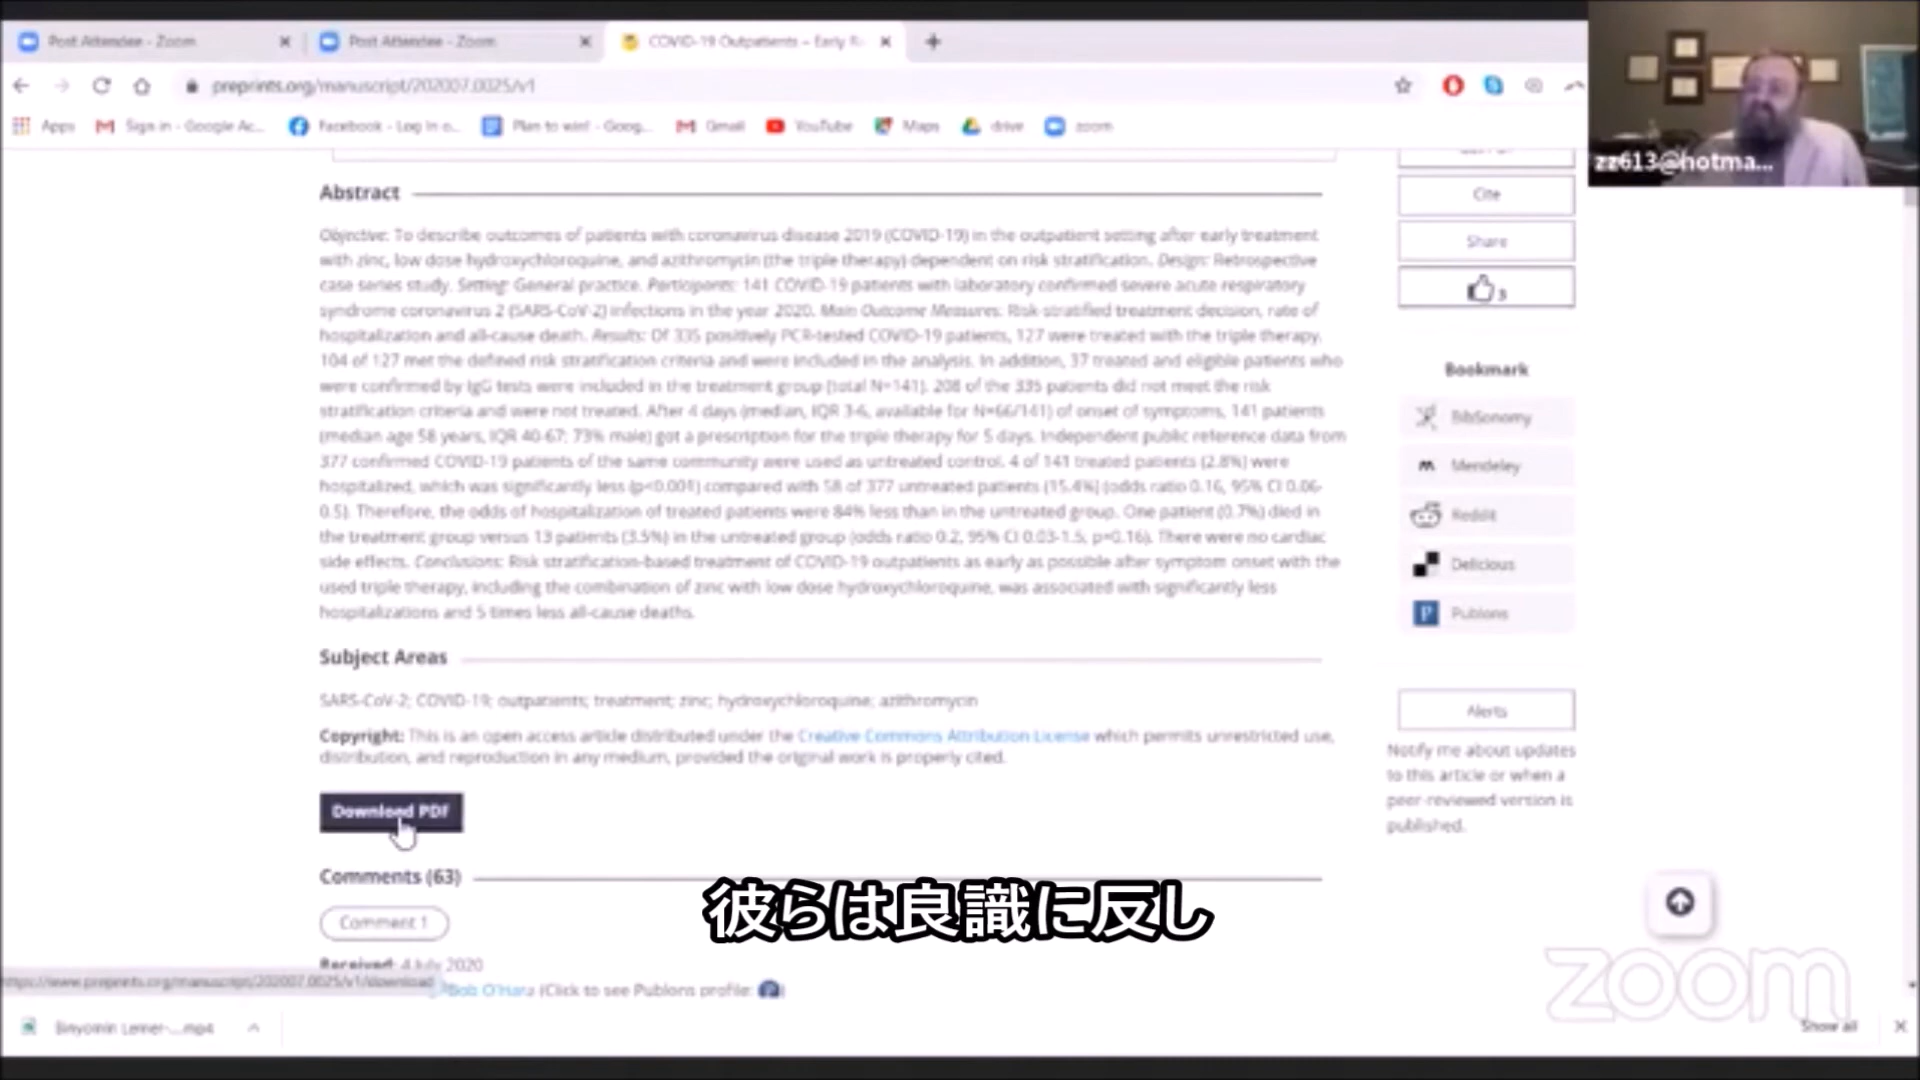 Post Attendee - Zoom
Post Attendee - Zoom
COVID-19 Outpatients – Early R
preprints.org/manuscript/202007.0025/v1
Apps
Sign in - Google Ac...
Facebook - Log In o...
Plan to win! - Goog...
Gmail
YouTube
Maps
drive
zoom
zz613@hotma...
Abstract
Objective: To describe outcomes of patients with coronavirus disease 2019 (COVID-19) in the outpatient setting after early treatment
with zinc, low dose hydroxychloroquine, and azithromycin (the triple therapy) dependent on risk stratification. Design: Retrospective
case series study. Setting: General practice. Participants: 141 COVID-19 patients with laboratory confirmed severe acute respiratory
syndrome coronavirus 2 (SARS-CoV-2) infections in the year 2020. Main Outcome Measures: Risk-stratified treatment decision, rate of
hospitalization and all-cause death. Results: Of 335 positively PCR-tested COVID-19 patients, 127 were treated with the triple therapy.
104 of 127 met the defined risk stratification criteria and were included in the analysis. In addition, 37 treated and eligible patients who
were confirmed by IgG tests were included in the treatment group (total N=141). 208 of the 335 patients did not meet the risk
stratification criteria and were not treated. After 4 days (median, IQR 3-6, available for N=66/141) of onset of symptoms, 141 patients
(median age 58 years, IQR 40-67; 73% male) got a prescription for the triple therapy for 5 days. Independent public reference data from
377 confirmed COVID-19 patients of the same community were used as untreated control. 4 of 141 treated patients (2.8%) were
hospitalized, which was significantly less (p<0.001) compared with 58 of 377 untreated patients (15.4%) (odds ratio 0.16, 95% CI 0.06-
0.5). Therefore, the odds of hospitalization of treated patients were 84% less than in the untreated group. One patient (0.7%) died in
the treatment group versus 13 patients (3.5%) in the untreated group (odds ratio 0.2, 95% CI 0.03-1.5, p=0.16). There were no cardiac
side effects. Conclusions: Risk stratification-based treatment of COVID-19 outpatients as early as possible after symptom onset with the
used triple therapy, including the combination of zinc with low dose hydroxychloroquine, was associated with significantly less
hospitalizations and 5 times less all-cause deaths.
Subject Areas
SARS-CoV-2; COVID-19; outpatients; treatment; zinc; hydroxychloroquine; azithromycin
Copyright: This is an open access article distributed under the Creative Commons Attribution License which permits unrestricted use,
distribution, and reproduction in any medium, provided the original work is properly cited.
Download PDF
Comments (63)
Comment 1
Received: 4 July 2020
Bob O'Hara (Click to see Publons profile:
https://www.preprints.org/manuscript/202007.0025/v1/download
Cite
Share
3
Bookmark
BibSonomy
Mendeley
Reddit
Delicious
Publons
Alerts
Notify me about updates
to this article or when a
peer-reviewed version is
published.
彼らは良識に反し
zoom
Binyomin Lerner-....mp4
Show all